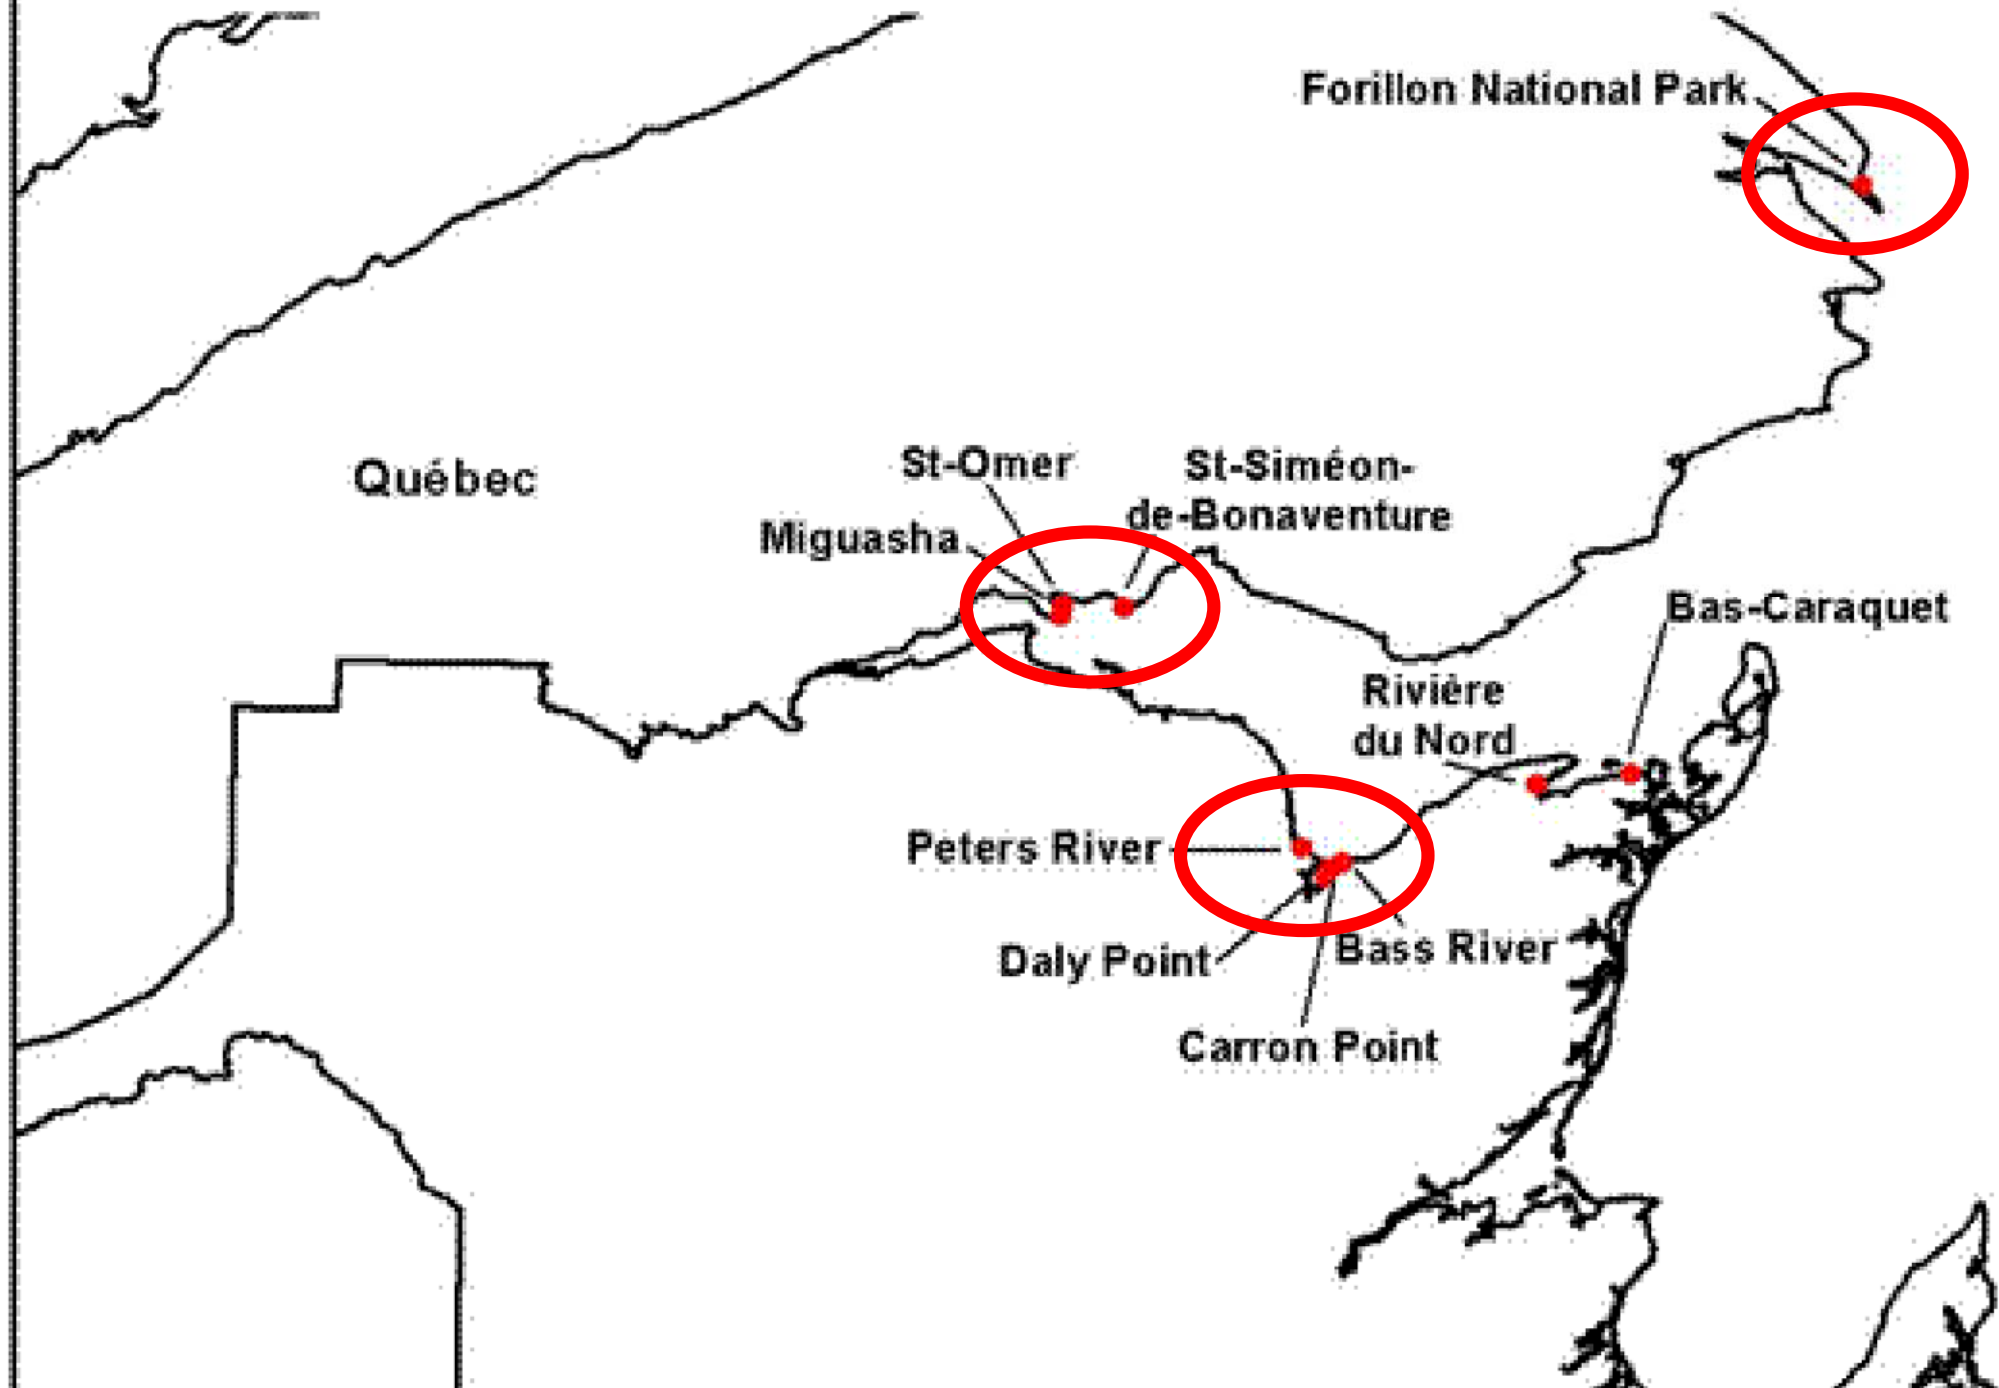 Forillon National Park
Québec
St-Omer
St-Siméon-
de-Bonaventure
Miguasha
Bas-Caraquet
Rivière
du Nord
Peters River
Daly Point
Bass River
Carron Point